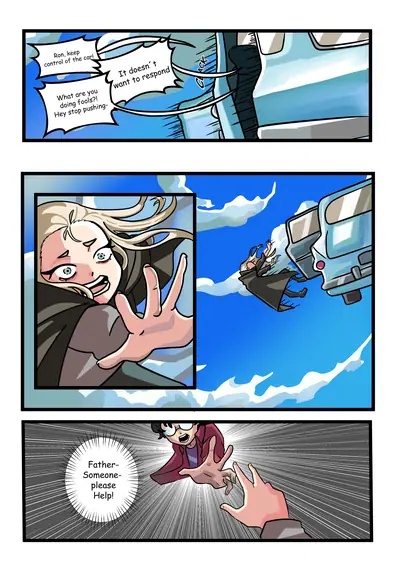 Ron, keep
control of the car!
It doesn't
want to respond
What are you
doing fools?!
Hey stop pushing-
Father-
Someone-
please
Help!